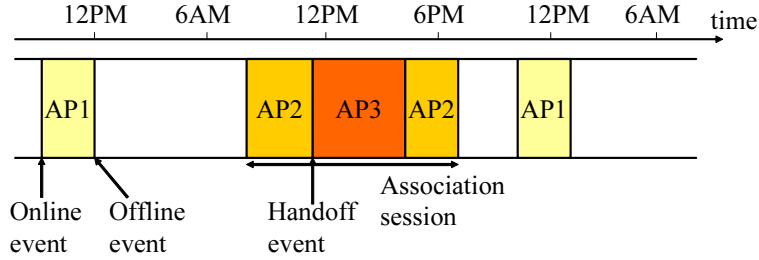 12PM 6AM 12PM 6PM 12PM 6AM time
AP1 AP2 AP3 AP2 AP1
Online event
Offline event
Handoff event
Association session